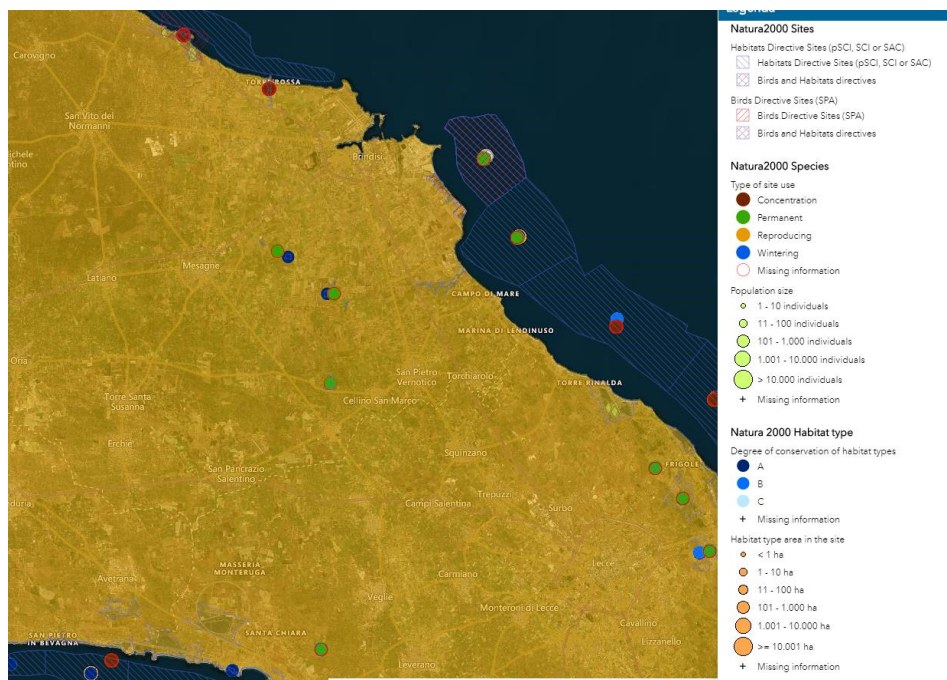 Carovigno
TORRE ROSSA
San Vito dei
Normanni
Michele
Brindisi
Mesagne
Latiano
CAMPO DI MARE
MARINA DI LENDINUSO
Oria
San Pietro
Vernotico
Torchiarolo
TORRE RINALDA
Torre Santa
Susanna
Cellino San Marco
Erchie
Squinzano
San Pancrazio
Salentino
FRIGOLE
Trepuzzi
Campi Salentina
Surbo
MASSERIA
MONTERUGA
Lecce
Carmiano
Avetrana
Veglie
Monteroni di Lecce
Cavallino
SAN PIETRO
IN BEVAGNA
SANTA CHIARA
Lizzanello
Leverano
Legenda
Natura2000 Sites
Habitats Directive Sites (pSCI, SCI or SAC)
Habitats Directive Sites (pSCI, SCI or SAC)
Birds and Habitats directives
Birds Directive Sites (SPA)
Birds Directive Sites (SPA)
Birds and Habitats directives
Natura2000 Species
Type of site use
Concentration
Permanent
Reproducing
Wintering
Missing information
Population size
1 - 10 individuals
11 - 100 individuals
101 - 1.000 individuals
1.001 - 10.000 individuals
> 10.000 individuals
+ Missing information
Natura 2000 Habitat type
Degree of conservation of habitat types
A
B
C
+ Missing information
Habitat type area in the site
< 1 ha
1 - 10 ha
11 - 100 ha
101 - 1.000 ha
1.001 - 10.000 ha
>= 10.001 ha
+ Missing information